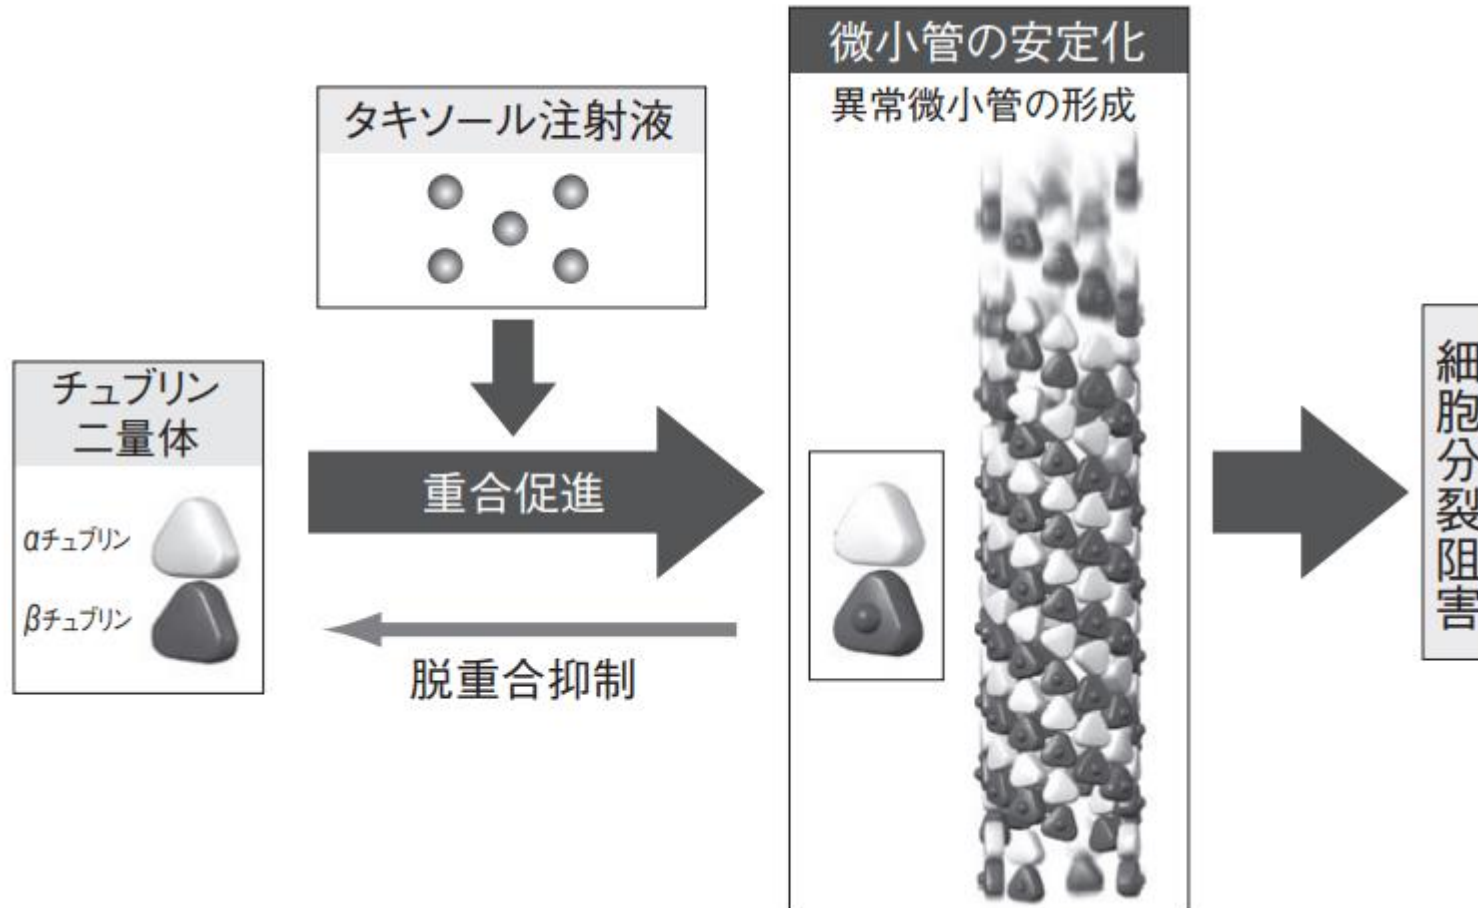 微小管の安定化
異常微小管の形成
タキソール注射液
チュブリン
二量体
αチュブリン
βチュブリン
重合促進
脱重合抑制
細胞分裂阻害